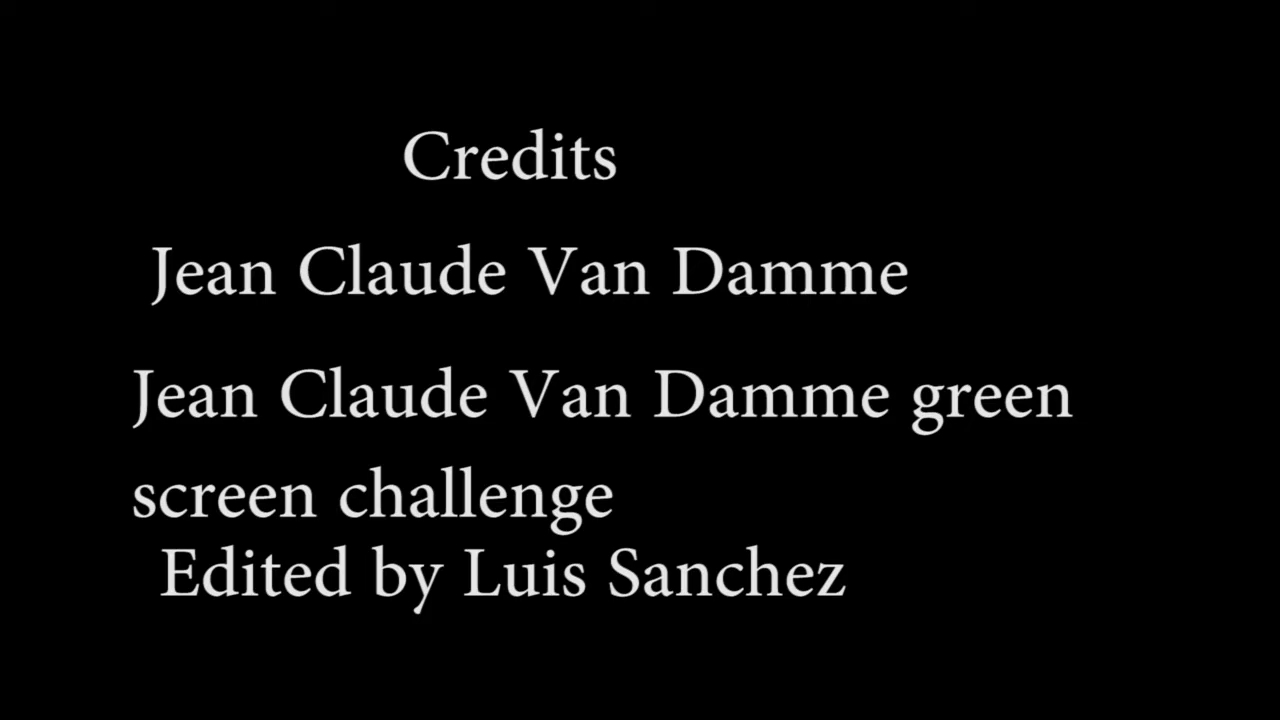 Credits
Jean Claude Van Damme
Jean Claude Van Damme green
screen challenge
Edited by Luis Sanchez